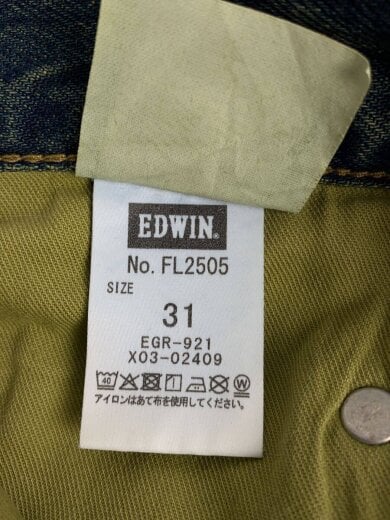 EDWIN®
No. FL2505
SIZE
31
EGR-921
X03-02409
40 W
アイロンはあて布を使用してください。